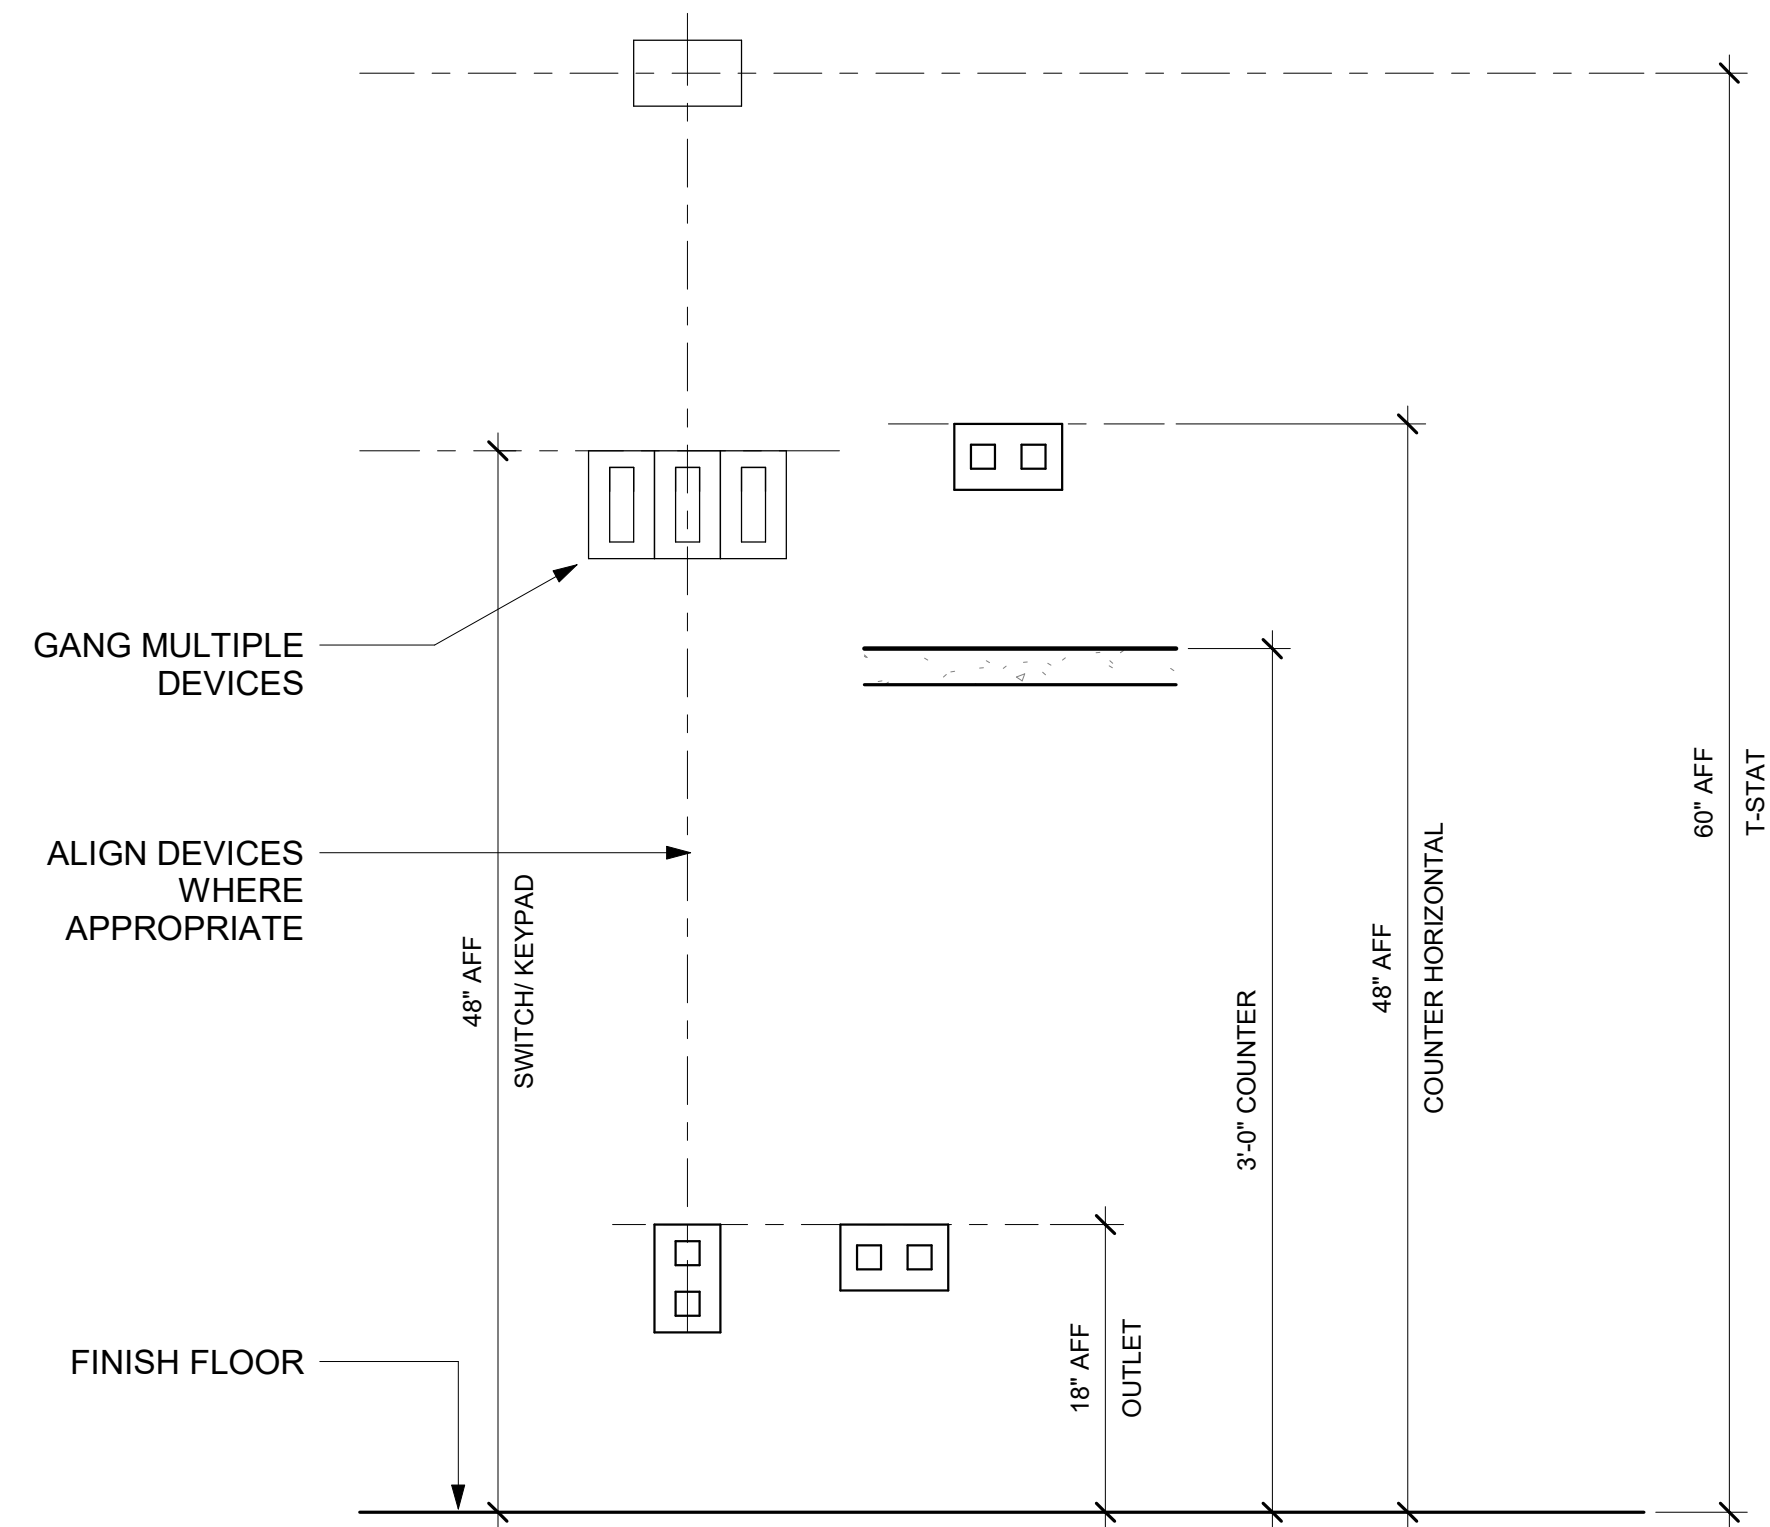 GANG MULTIPLE
DEVICES
ALIGN DEVICES
WHERE
APPROPRIATE
FINISH FLOOR
48" AFF
SWITCH/ KEYPAD
18" AFF
OUTLET
3'-0" COUNTER
48" AFF
COUNTER HORIZONTAL
60" AFF
T-STAT